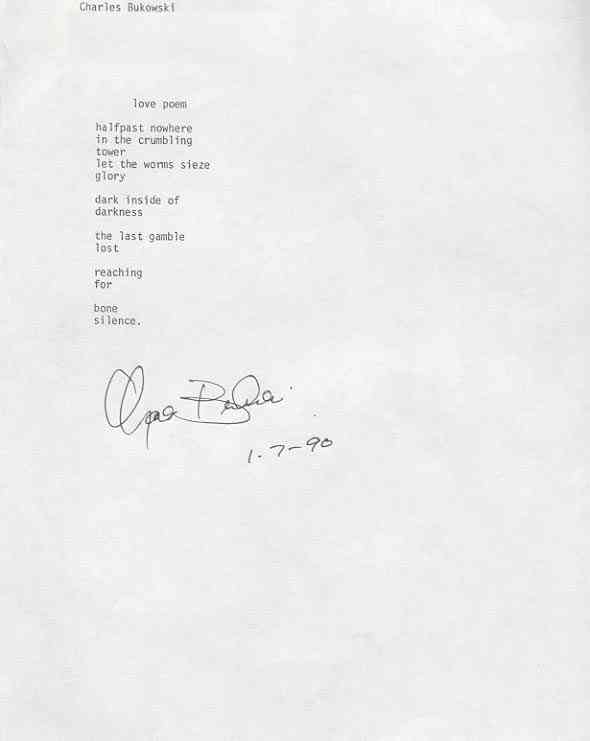 Charles Bukowski
love poem
halfpast nowhere
in the crumbling
tower
let the worms sieze
glory
dark inside of
darkness
the last gamble
lost
reaching
for
bone
silence.
1-7-90